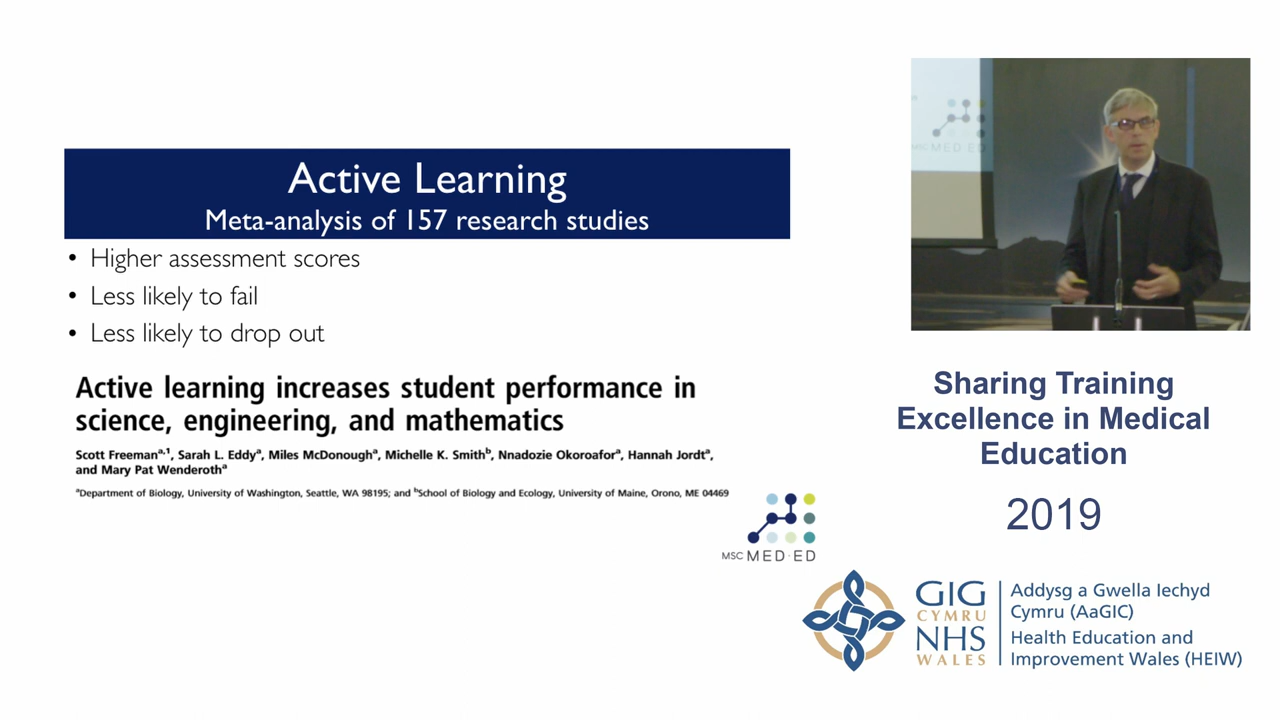 Active Learning
Meta-analysis of 157 research studies
• Higher assessment scores
• Less likely to fail
• Less likely to drop out
Active learning increases student performance in
science, engineering, and mathematics
Scott Freemanᵃ,¹, Sarah L. Eddyᵃ, Miles McDonoughᵃ, Michelle K. Smithᵇ, Nnadozie Okoroaforᵃ, Hannah Jordtᵃ,
and Mary Pat Wenderothᵃ
ᵃDepartment of Biology, University of Washington, Seattle, WA 98195; and ᵇSchool of Biology and Ecology, University of Maine, Orono, ME 04469
MSC MED·ED
MSC MED·ED
Sharing Training
Excellence in Medical
Education
2019
GIG
CYMRU
NHS
WALES
Addysg a Gwella Iechyd
Cymru (AaGIC)
Health Education and
Improvement Wales (HEIW)